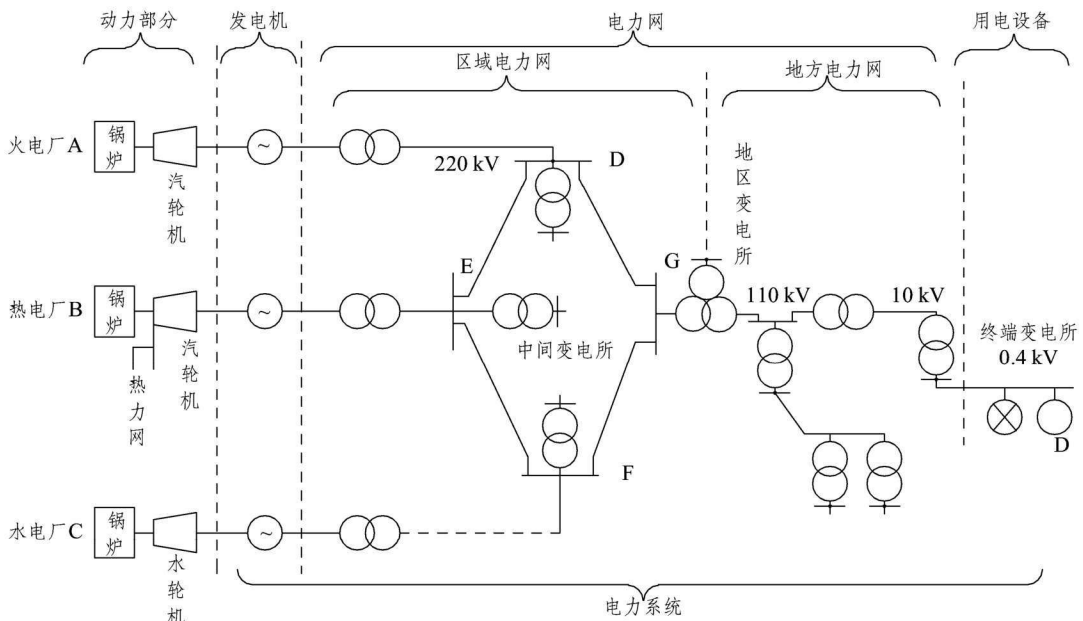 动力部分
发电机
电力网
用电设备
区域电力网
地方电力网
火电厂A
锅炉
汽轮机
~
220 kV
D
地区变电所
热电厂B
锅炉
汽轮机
热力网
~
E
中间变电所
G
110 kV
10 kV
终端变电所
0.4 kV
D
F
水电厂C
锅炉
水轮机
~
电力系统